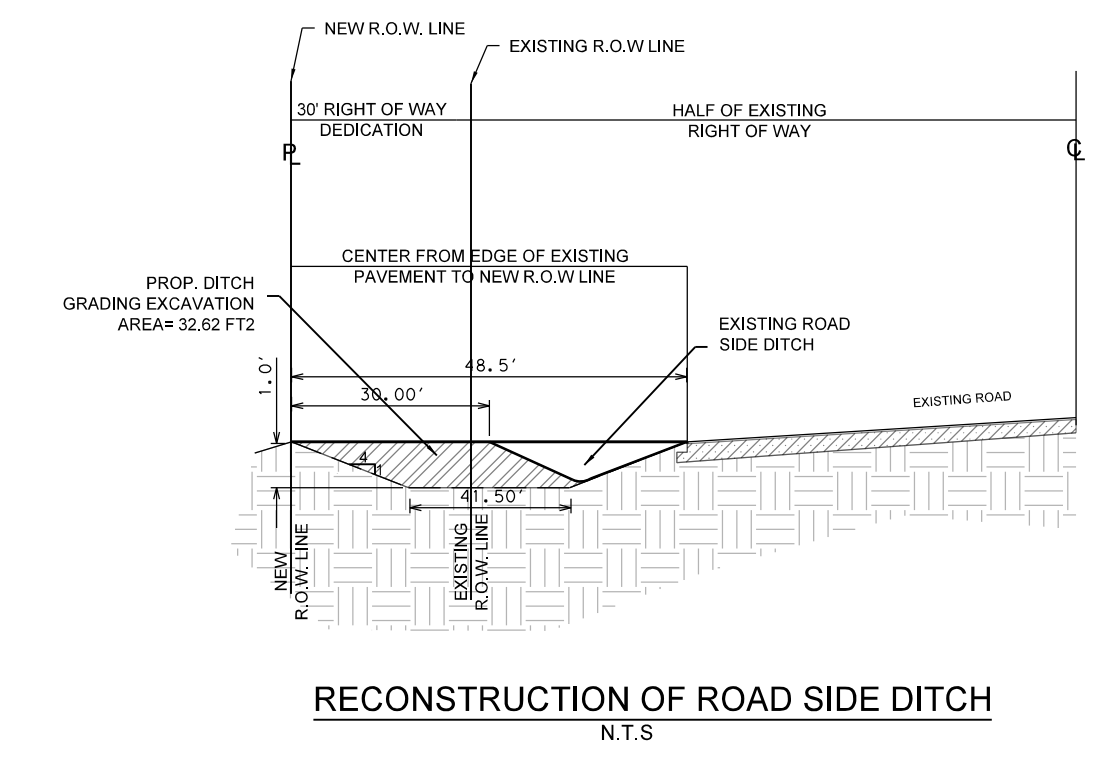 NEW R.O.W. LINE
EXISTING R.O.W LINE
30' RIGHT OF WAY
DEDICATION
HALF OF EXISTING
RIGHT OF WAY
PL
CL
CENTER FROM EDGE OF EXISTING
PAVEMENT TO NEW R.O.W LINE
PROP. DITCH
GRADING EXCAVATION
AREA= 32.62 FT2
EXISTING ROAD
SIDE DITCH
1.0'
48.5'
30.00'
EXISTING ROAD
4
1
41.50'
NEW
R.O.W. LINE
EXISTING
R.O.W. LINE
RECONSTRUCTION OF ROAD SIDE DITCH
N.T.S